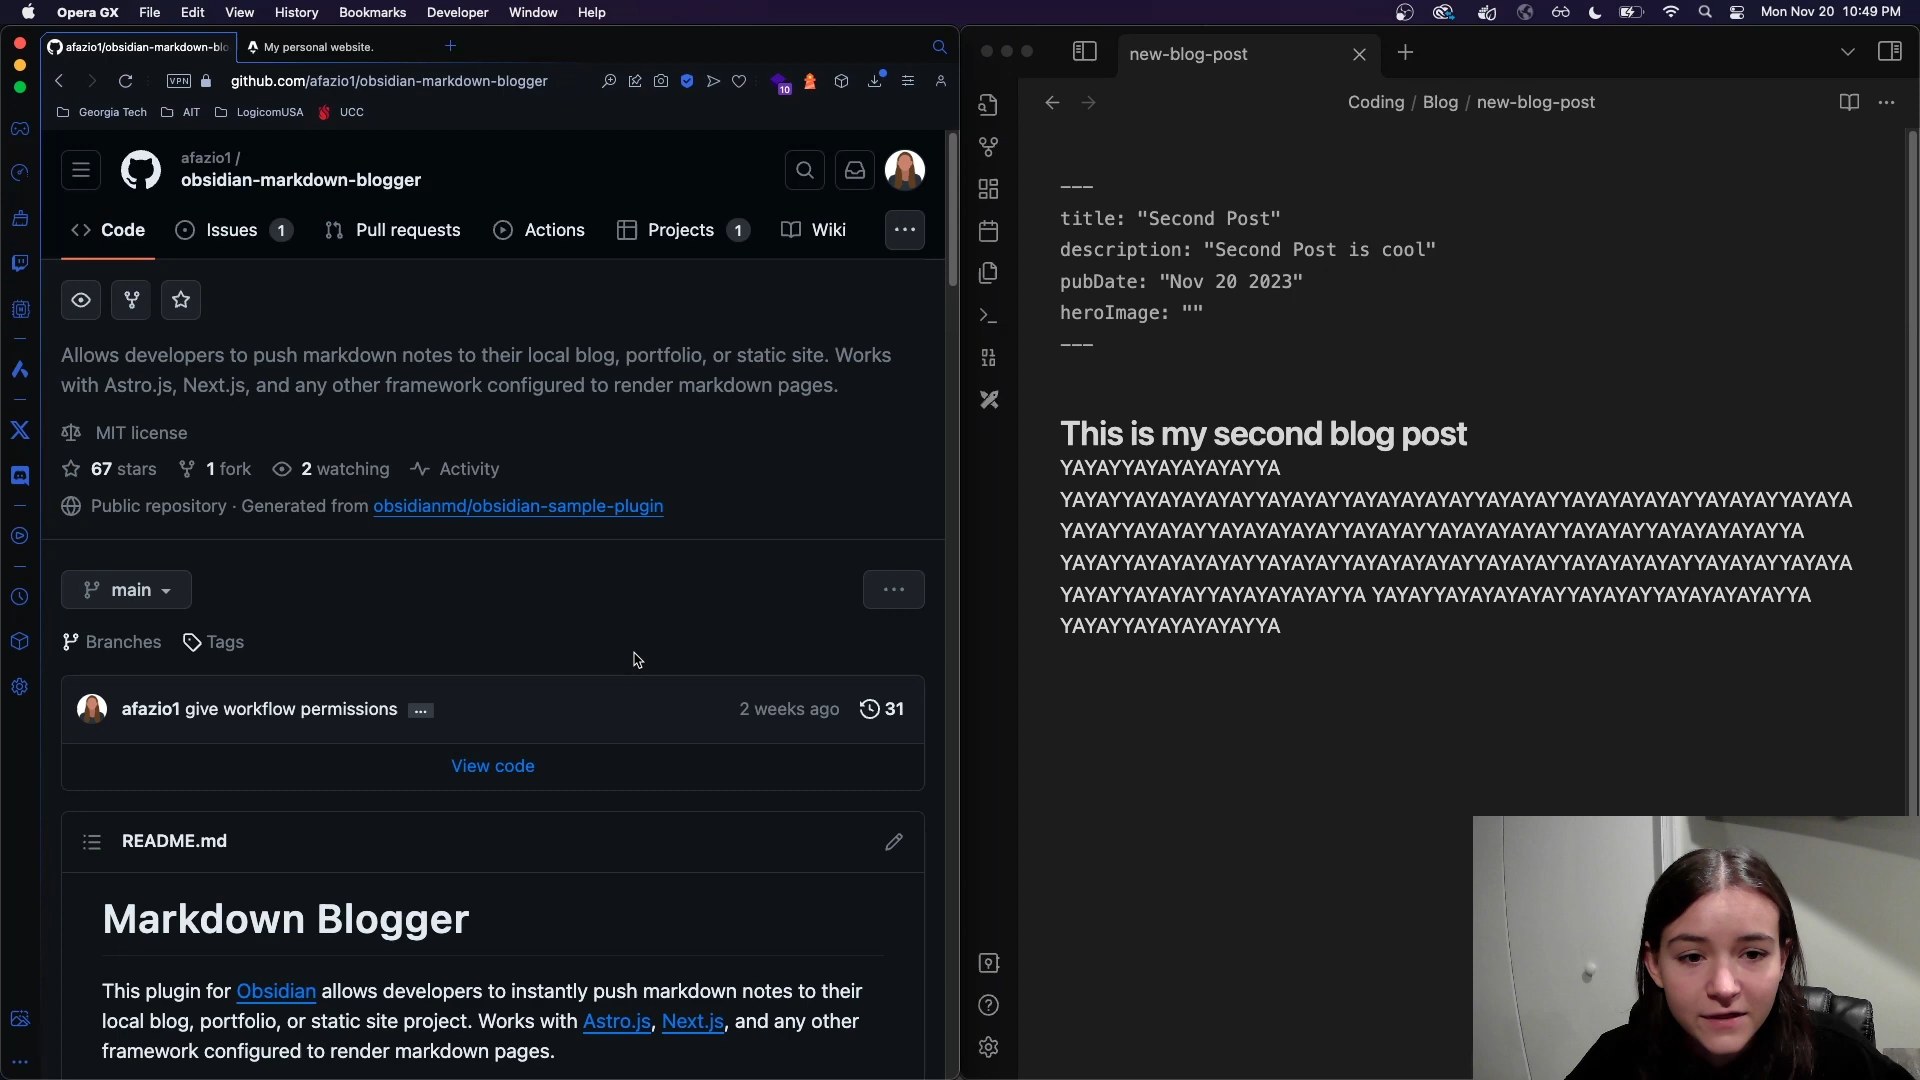 Opera GX File Edit View History Bookmarks Developer Window Help
Mon Nov 20 10:49 PM
afazio1/obsidian-markdown-blo
My personal website.
VPN
github.com/afazio1/obsidian-markdown-blogger
10
Georgia Tech
AIT
LogicomUSA
UCC
afazio1 /
obsidian-markdown-blogger
Code
Issues 1
Pull requests
Actions
Projects 1
Wiki
Allows developers to push markdown notes to their local blog, portfolio, or static site. Works
with Astro.js, Next.js, and any other framework configured to render markdown pages.
MIT license
67 stars
1 fork
2 watching
Activity
Public repository · Generated from obsidianmd/obsidian-sample-plugin
main
Branches
Tags
afazio1 give workflow permissions ...
2 weeks ago
31
View code
README.md
Markdown Blogger
This plugin for Obsidian allows developers to instantly push markdown notes to their
local blog, portfolio, or static site project. Works with Astro.js, Next.js, and any other
framework configured to render markdown pages.
new-blog-post
Coding / Blog / new-blog-post
---
title: "Second Post"
description: "Second Post is cool"
pubDate: "Nov 20 2023"
heroImage: ""
---
This is my second blog post
YAYAYYAYAYAYAYAYYA
YAYAYYAYAYAYAYAYYAYAYAYYAYAYAYAYAYYAYAYAYYAYAYAYAYAYYAYAYAYYAYAYA
YAYAYYAYAYAYYAYAYAYAYAYYAYAYAYYAYAYAYAYAYYAYAYAYYAYAYAYAYAYYA
YAYAYYAYAYAYAYAYYAYAYAYYAYAYAYAYAYYAYAYAYYAYAYAYAYAYYAYAYAYYAYAYA
YAYAYYAYAYAYYAYAYAYAYAYYA YAYAYYAYAYAYAYAYYAYAYAYYAYAYAYAYAYYA
YAYAYYAYAYAYAYAYYA